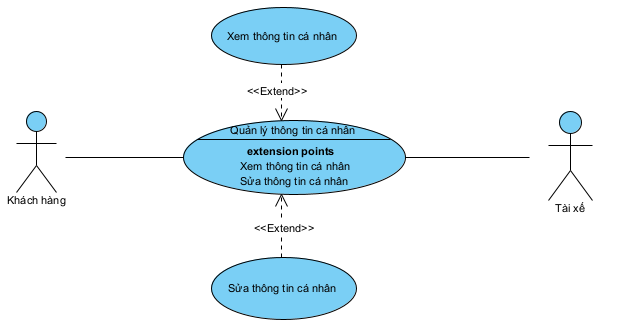 Xem thông tin cá nhân
<<Extend>>
Quản lý thông tin cá nhân
extension points
Xem thông tin cá nhân
Sửa thông tin cá nhân
Khách hàng
Tài xế
<<Extend>>
Sửa thông tin cá nhân